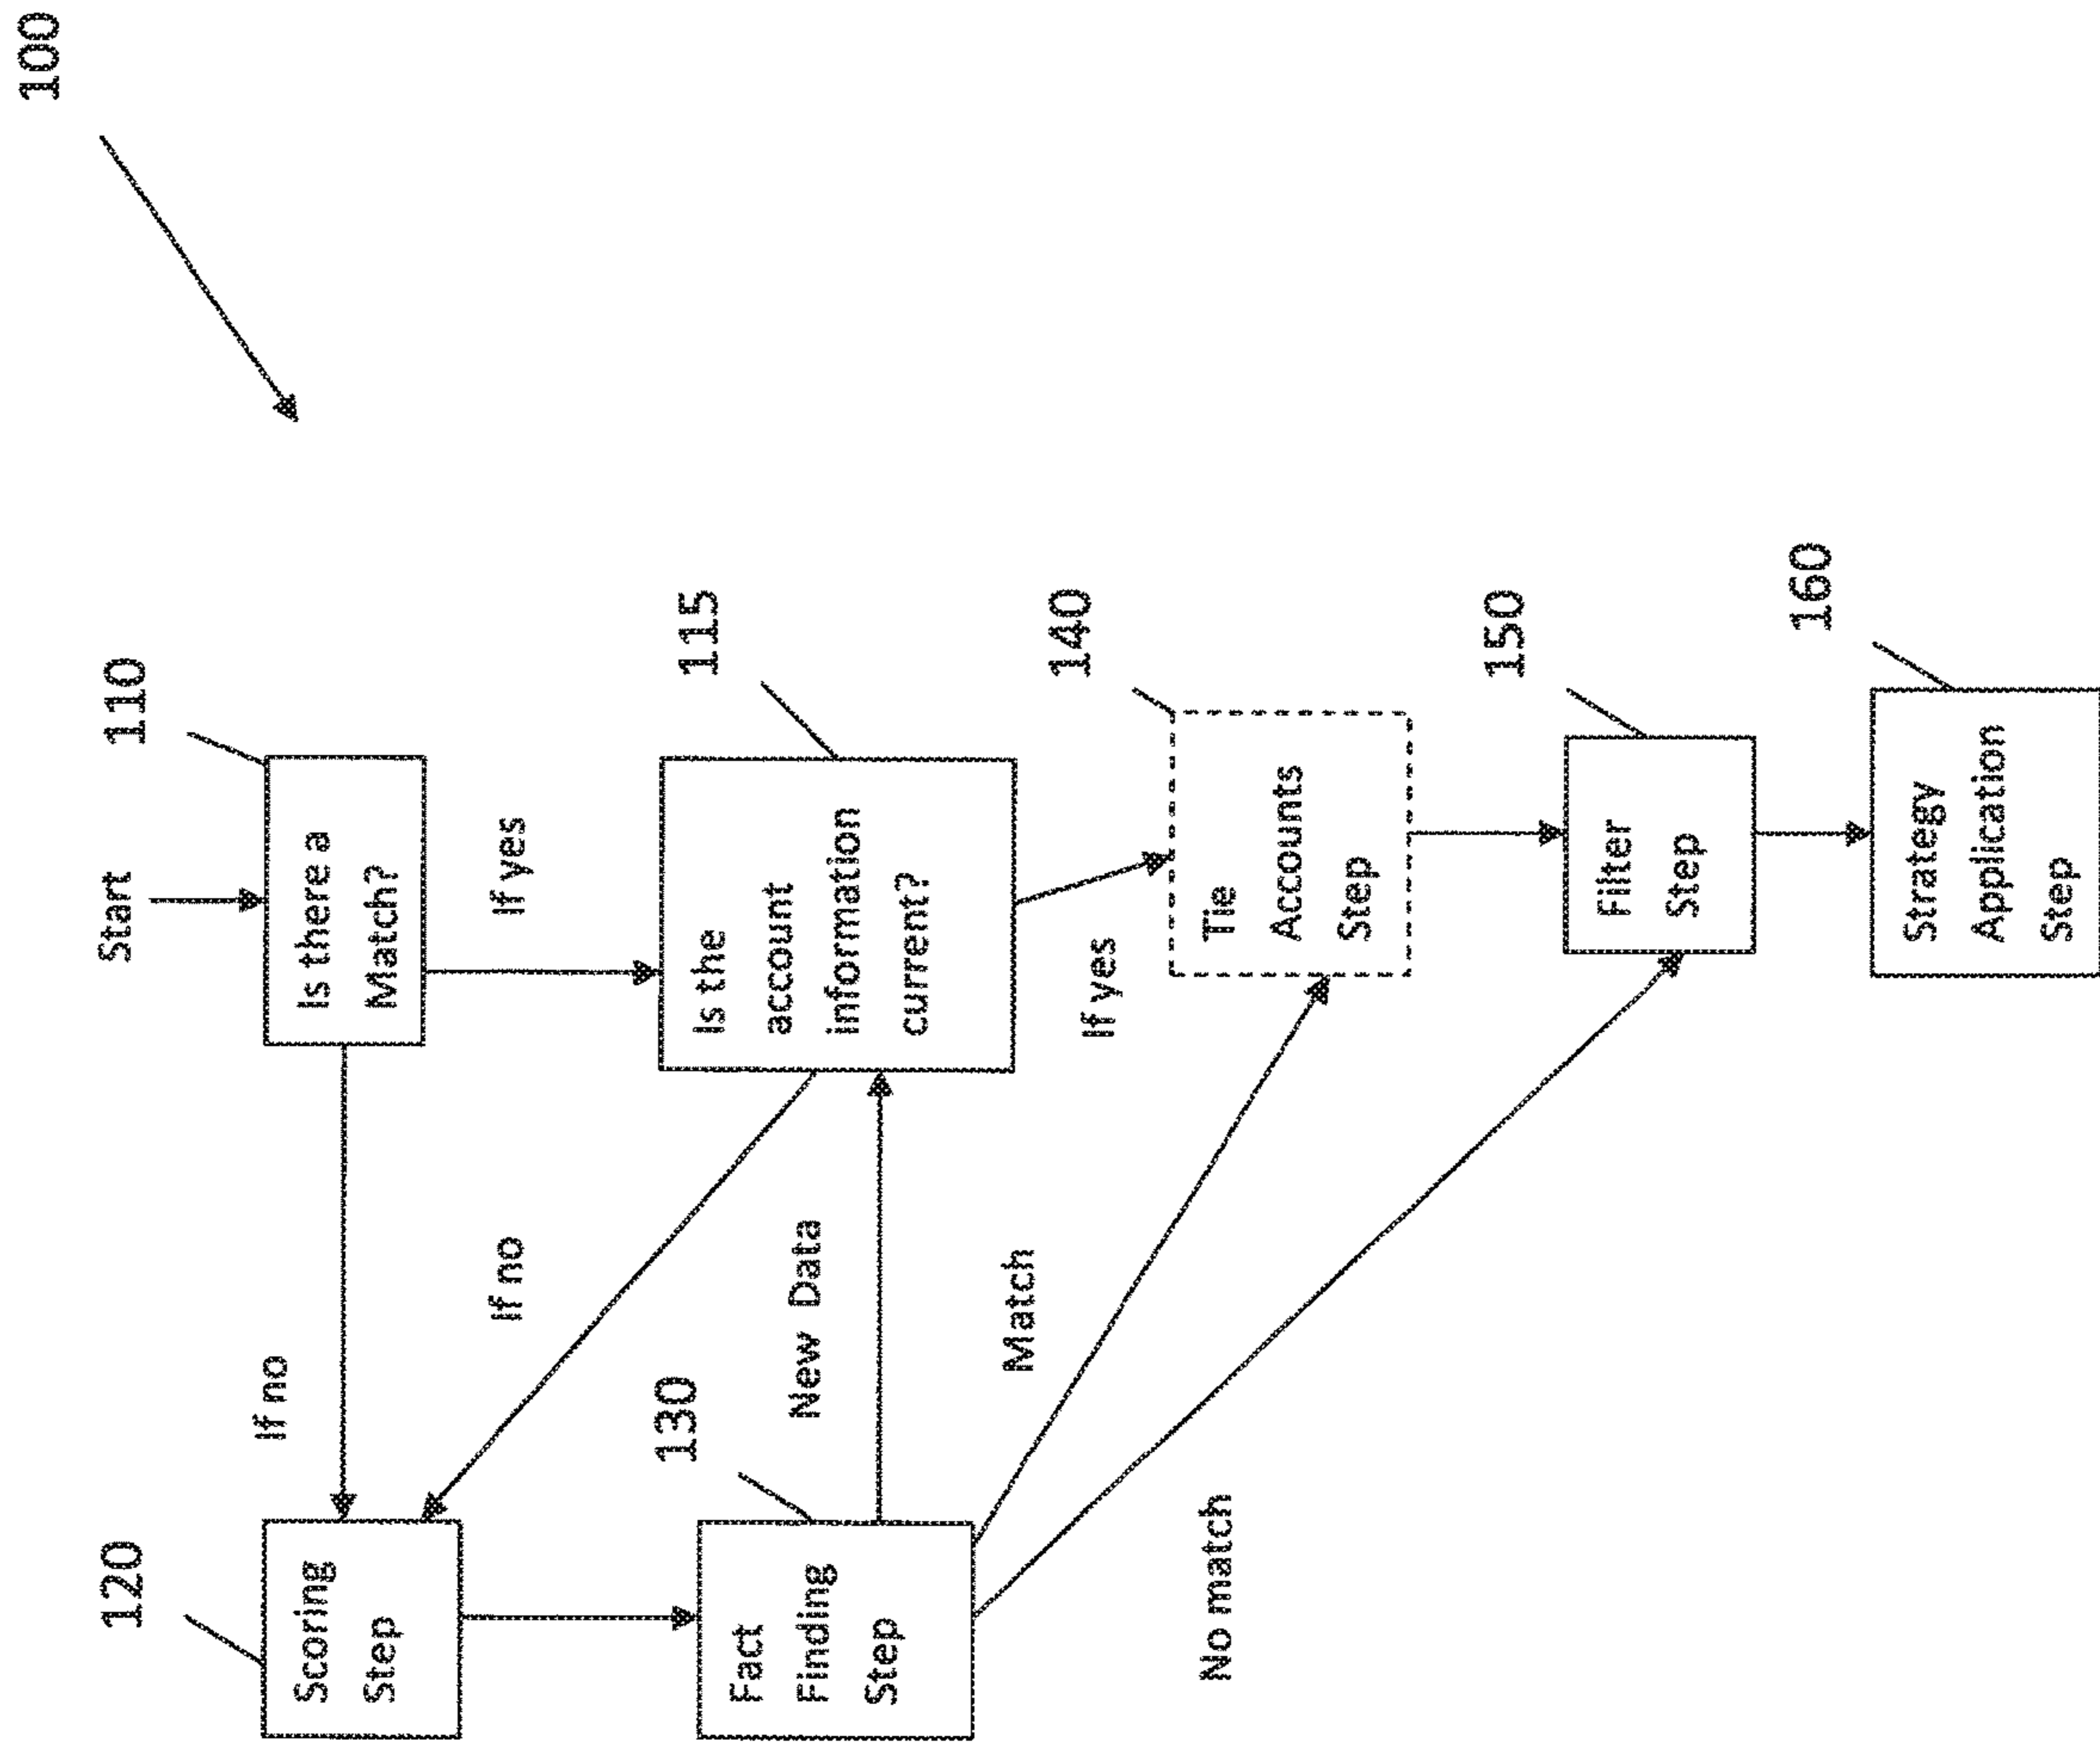 100
Start
110
Is there a
Match?
If no
If yes
120
Scoring
Step
115
Is the
account
information
current?
If no
130
Fact
Finding
Step
New Data
Match
No match
If yes
140
Tie
Accounts
Step
150
Filter
Step
160
Strategy
Application
Step